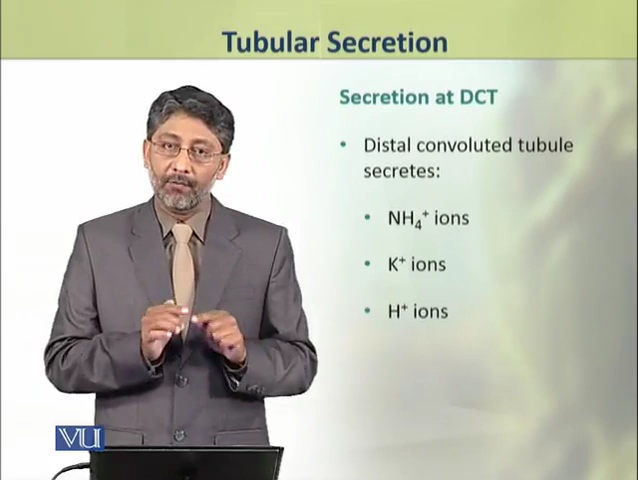 Tubular Secretion
Secretion at DCT
• Distal convoluted tubule
secretes:
• NH₄⁺ ions
• K⁺ ions
• H⁺ ions
VU